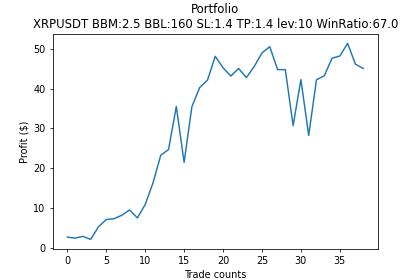 Portfolio
XRPUSDT BBM:2.5 BBL:160 SL:1.4 TP:1.4 lev:10 WinRatio:67.0
50
40
30
20
10
0
Profit ($)
0 5 10 15 20 25 30 35
Trade counts